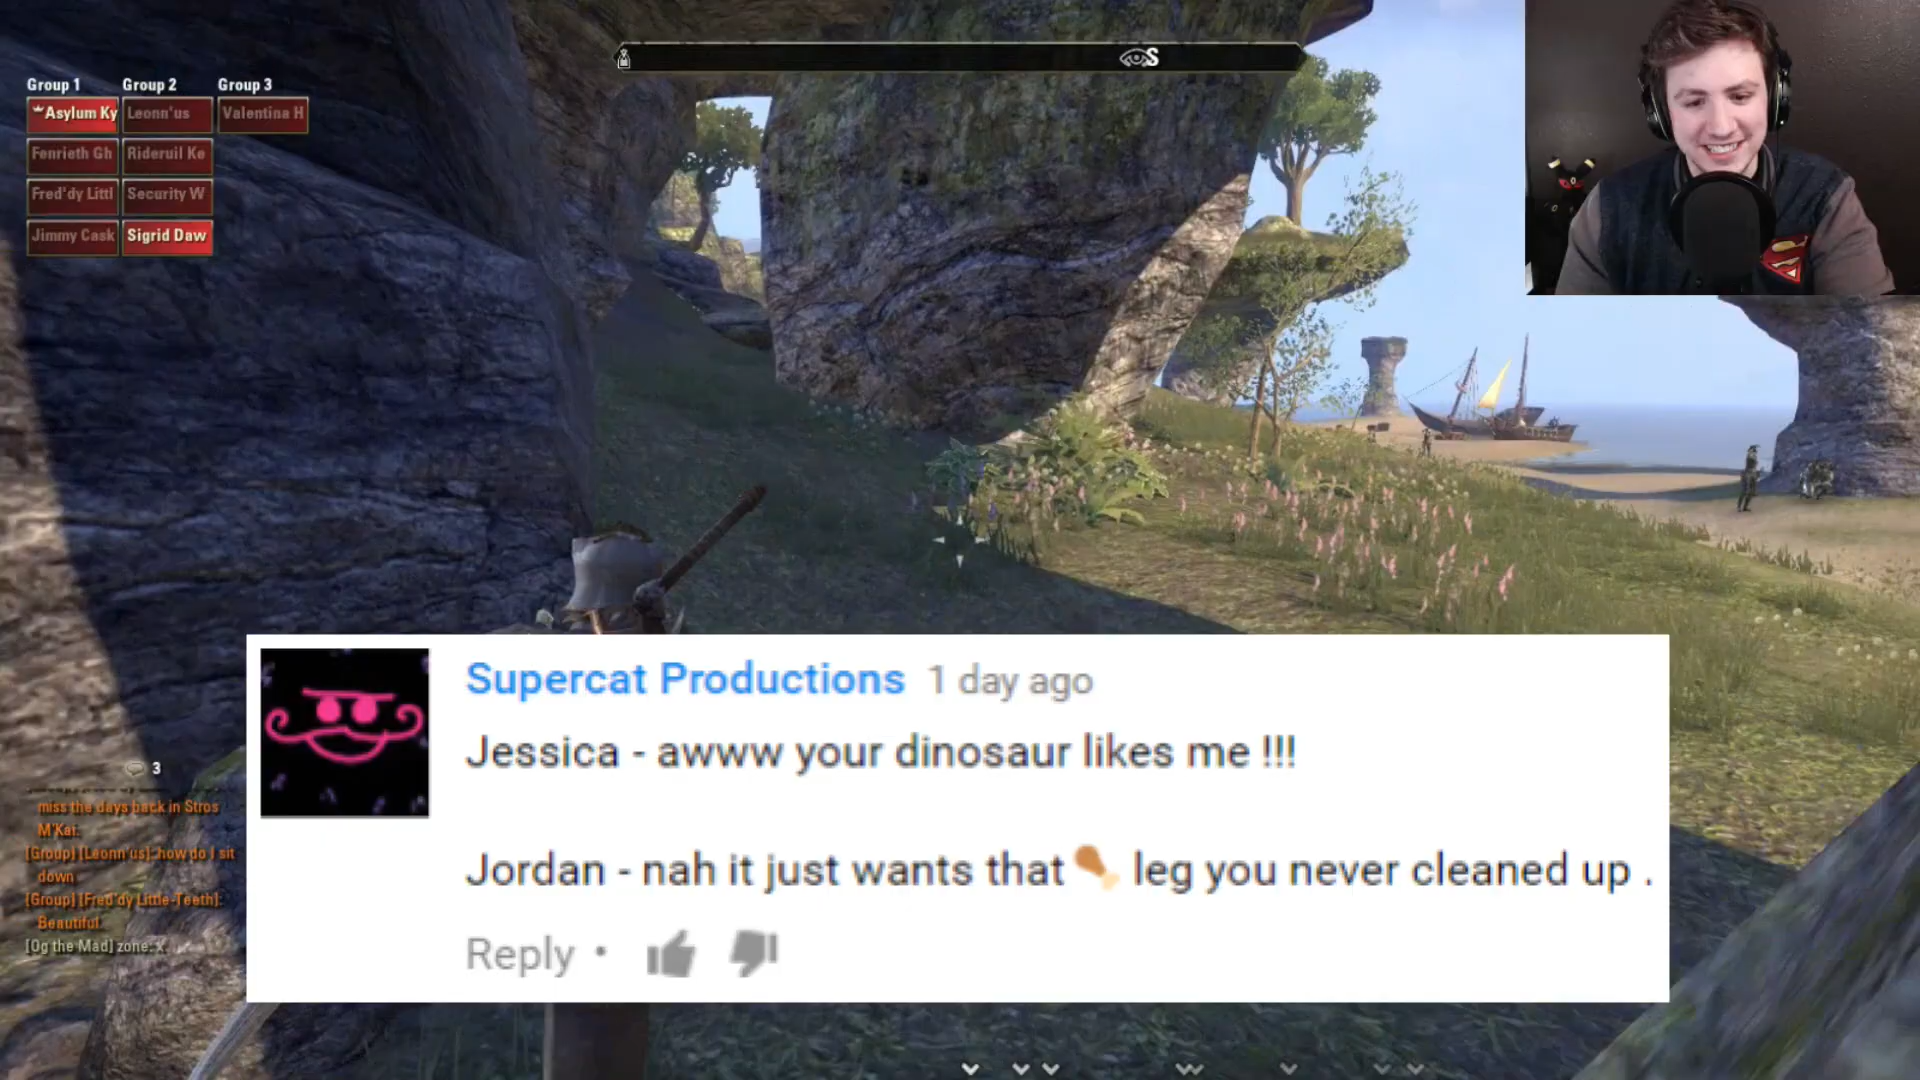 Group 1 Group 2 Group 3
Asylum Ky Leonn'us Valentina H
Fenrieth Gh Rideruil Ke
Fred'dy Littl Security W
Jimmy Cask Sigrid Daw
S
3
miss the days back in Stros
M'Kai.
[Group] [Leonn'us]: how do I sit
down
[Group] [Fred'dy Little-Teeth]:
Beautiful.
[Og the Mad] zone: x
Supercat Productions 1 day ago
Jessica - awww your dinosaur likes me !!!
Jordan - nah it just wants that 🍗 leg you never cleaned up .
Reply •